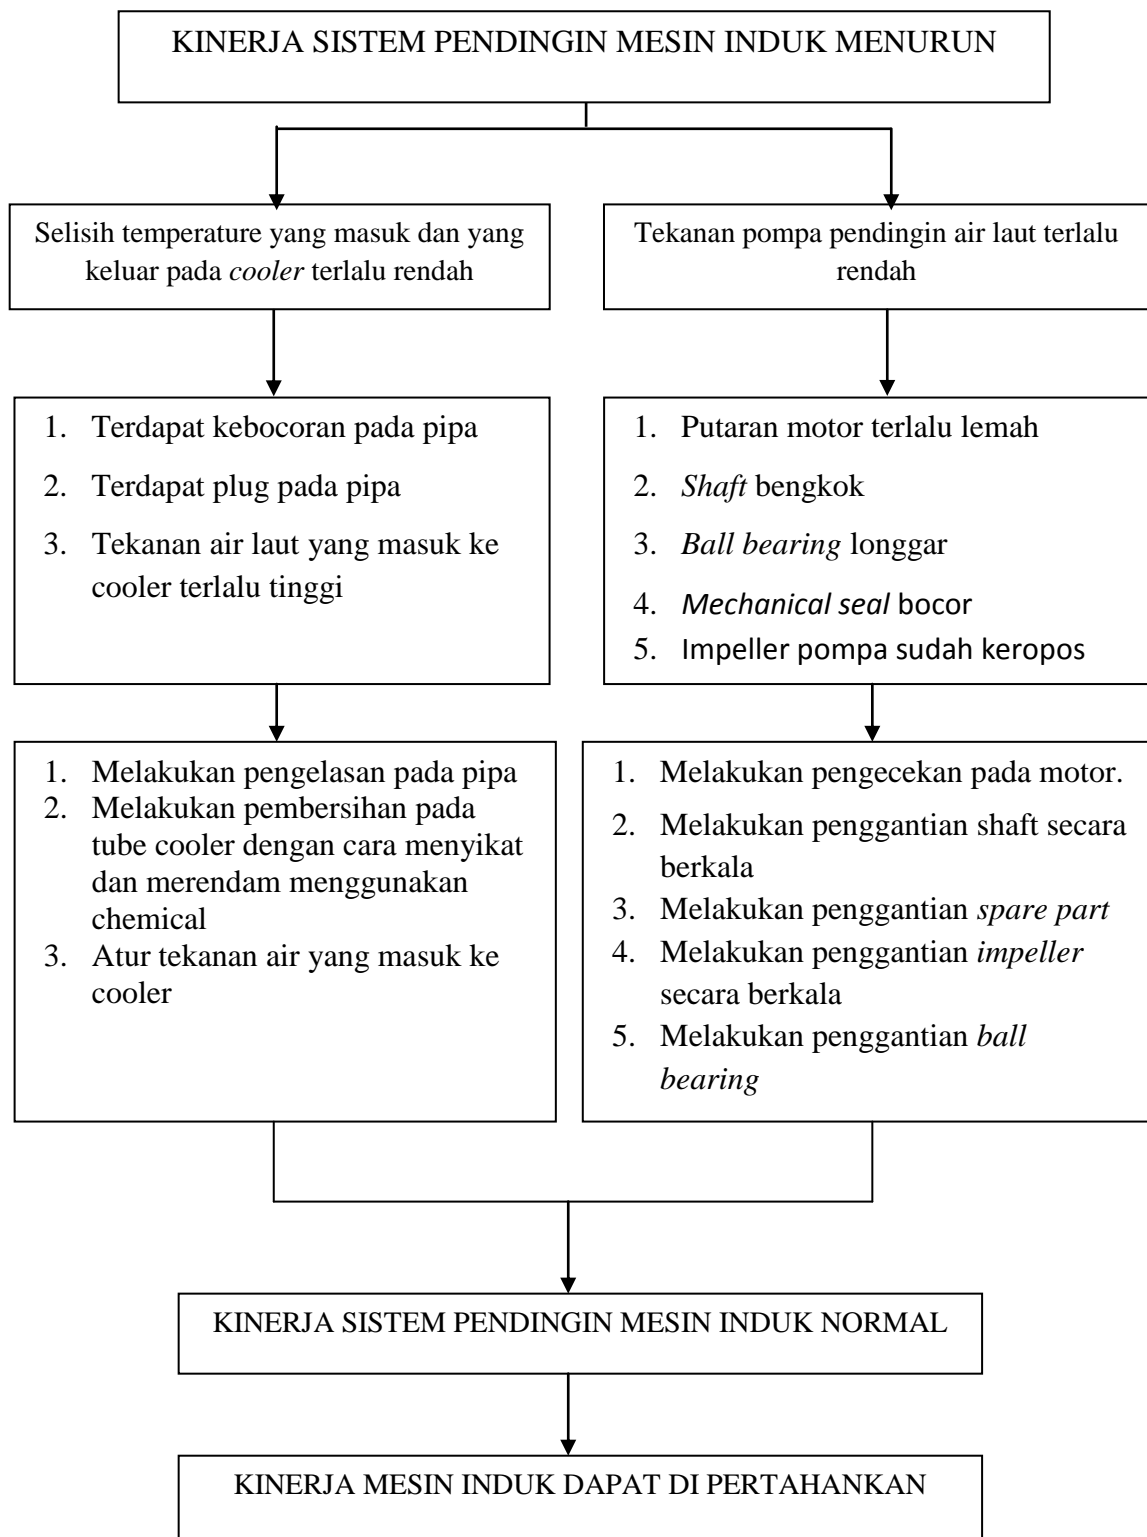 KINERJA SISTEM PENDINGIN MESIN INDUK MENURUN
Selisih temperature yang masuk dan yang
keluar pada cooler terlalu rendah
Tekanan pompa pendingin air laut terlalu
rendah
1. Terdapat kebocoran pada pipa
2. Terdapat plug pada pipa
3. Tekanan air laut yang masuk ke
cooler terlalu tinggi
1. Putaran motor terlalu lemah
2. Shaft bengkok
3. Ball bearing longgar
4. Mechanical seal bocor
5. Impeller pompa sudah keropos
1. Melakukan pengelasan pada pipa
2. Melakukan pembersihan pada
tube cooler dengan cara menyikat
dan merendam menggunakan
chemical
3. Atur tekanan air yang masuk ke
cooler
1. Melakukan pengecekan pada motor.
2. Melakukan penggantian shaft secara
berkala
3. Melakukan penggantian spare part
4. Melakukan penggantian impeller
secara berkala
5. Melakukan penggantian ball
bearing
KINERJA SISTEM PENDINGIN MESIN INDUK NORMAL
KINERJA MESIN INDUK DAPAT DI PERTAHANKAN